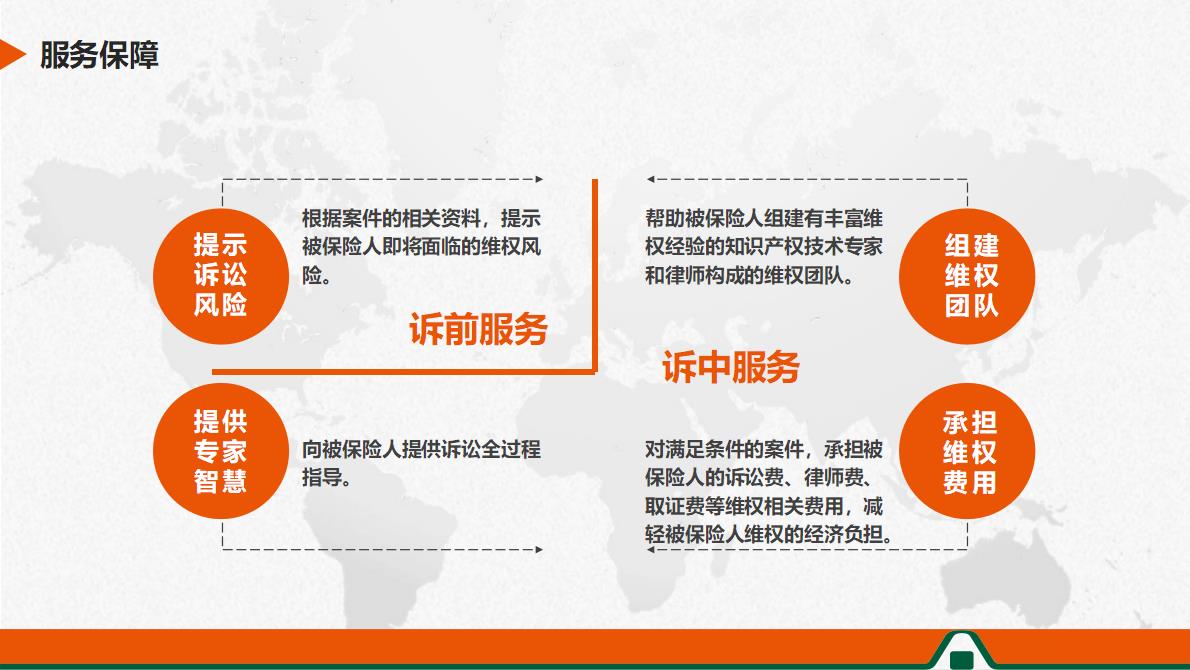 服务保障
提示
诉讼
风险
根据案件的相关资料，提示
被保险人即将面临的维权风
险。
诉前服务
提供
专家
智慧
向被保险人提供诉讼全过程
指导。
帮助被保险人组建有丰富维
权经验的知识产权技术专家
和律师构成的维权团队。
组建
维权
团队
诉中服务
对满足条件的案件，承担被
保险人的诉讼费、律师费、
取证费等维权相关费用，减
轻被保险人维权的经济负担。
承担
维权
费用